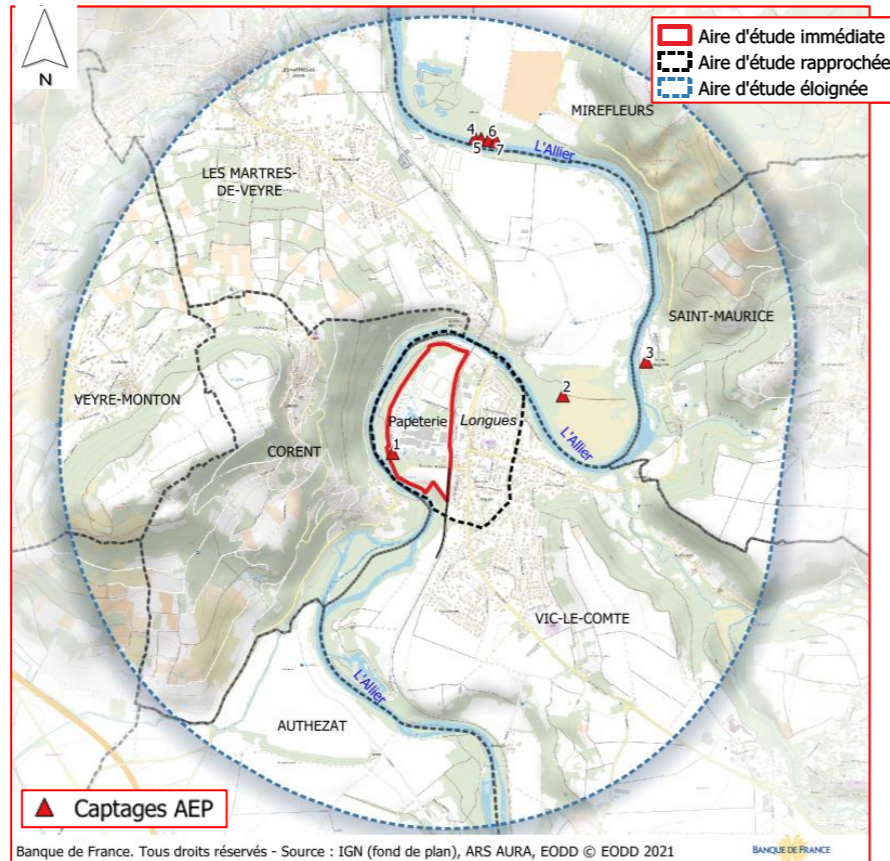 N
Aire d'étude immédiate
Aire d'étude rapprochée
Aire d'étude éloignée
MIREFLEURS
4
6
5
7
L'Allier
LES MARTRES-
DE-VEYRE
SAINT-MAURICE
3
2
VEYRE-MONTON
Papeterie
Longues
CORENT
1
L'Allier
VIC-LE-COMTE
L'Allier
AUTHEZAT
Captages AEP
Banque de France. Tous droits réservés - Source : IGN (fond de plan), ARS AURA, EODD © EODD 2021
BANQUE DE FRANCE